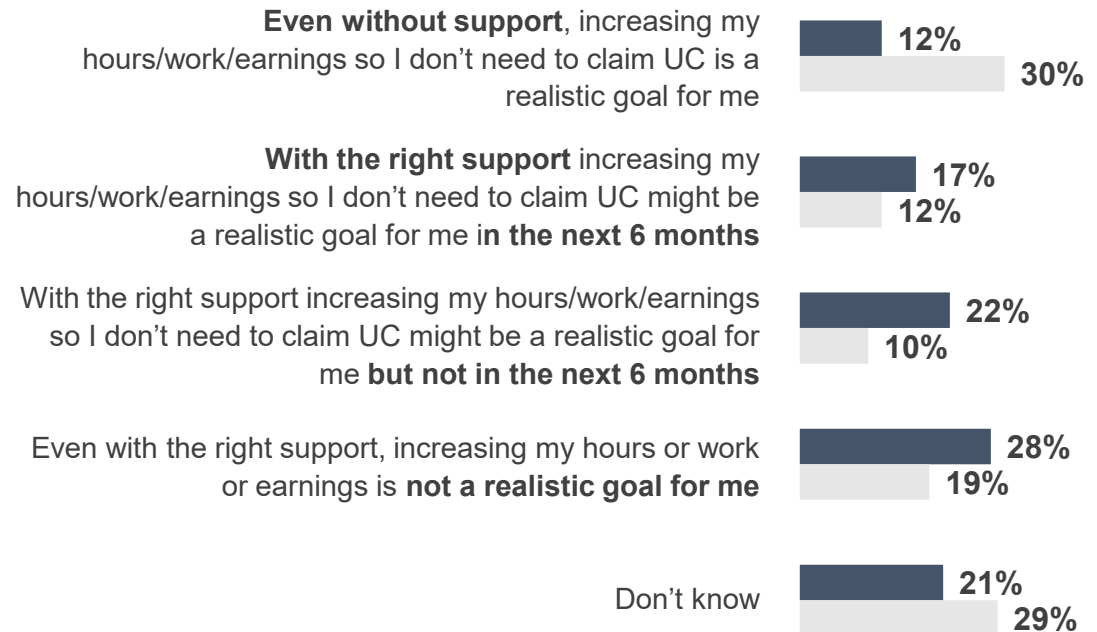 Even without support, increasing my
hours/work/earnings so I don’t need to claim UC is a
realistic goal for me
12%
30%
With the right support increasing my
hours/work/earnings so I don’t need to claim UC might be
a realistic goal for me in the next 6 months
17%
12%
With the right support increasing my hours/work/earnings
so I don’t need to claim UC might be a realistic goal for
me but not in the next 6 months
22%
10%
Even with the right support, increasing my hours or work
or earnings is not a realistic goal for me
28%
19%
Don’t know
21%
29%